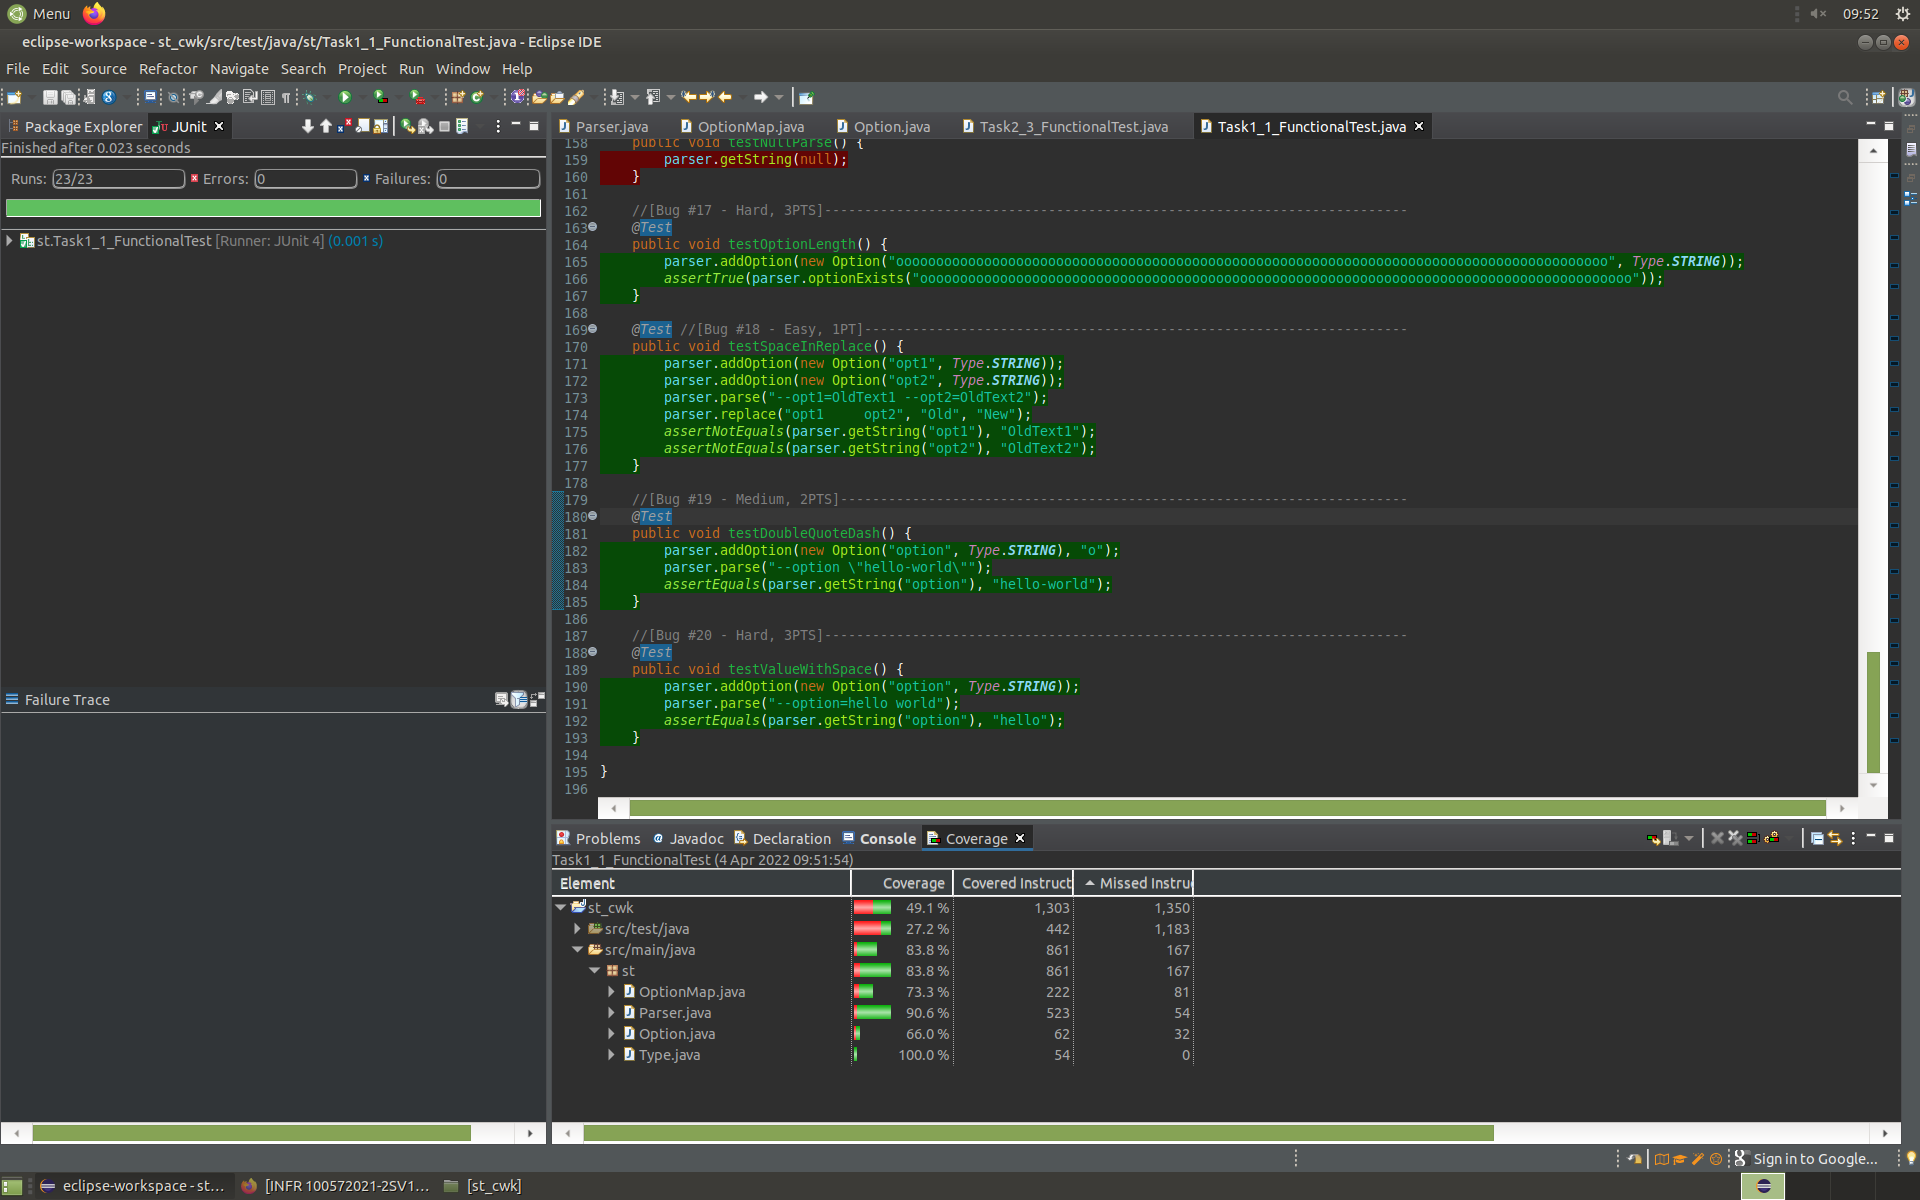 Menu
09:52
eclipse-workspace - st_cwk/src/test/java/st/Task1_1_FunctionalTest.java - Eclipse IDE
File Edit Source Refactor Navigate Search Project Run Window Help
Package Explorer
JUnit
Finished after 0.023 seconds
Runs: 23/23 Errors: 0 Failures: 0
st.Task1_1_FunctionalTest [Runner: JUnit 4] (0.001 s)
Failure Trace
Parser.java OptionMap.java Option.java Task2_3_FunctionalTest.java Task1_1_FunctionalTest.java
158 public void testNullParse() {
159 parser.getString(null);
160 }
161
162 //[Bug #17 - Hard, 3PTS]-------------------------------------------------------------------------
163 @Test
164 public void testOptionLength() {
165 parser.addOption(new Option("ooooooooooooooooooooooooooooooooooooooooooooooooooooooooooooooooooooooooooooooooooooooooo", Type.STRING));
166 assertTrue(parser.optionExists("ooooooooooooooooooooooooooooooooooooooooooooooooooooooooooooooooooooooooooooooooooooooooo"));
167 }
168
169 @Test //[Bug #18 - Easy, 1PT]--------------------------------------------------------------------
170 public void testSpaceInReplace() {
171 parser.addOption(new Option("opt1", Type.STRING));
172 parser.addOption(new Option("opt2", Type.STRING));
173 parser.parse("--opt1=OldText1 --opt2=OldText2");
174 parser.replace("opt1     opt2", "Old", "New");
175 assertNotEquals(parser.getString("opt1"), "OldText1");
176 assertNotEquals(parser.getString("opt2"), "OldText2");
177 }
178
179 //[Bug #19 - Medium, 2PTS]-----------------------------------------------------------------------
180 @Test
181 public void testDoubleQuoteDash() {
182 parser.addOption(new Option("option", Type.STRING), "o");
183 parser.parse("--option \"hello-world\"");
184 assertEquals(parser.getString("option"), "hello-world");
185 }
186
187 //[Bug #20 - Hard, 3PTS]-------------------------------------------------------------------------
188 @Test
189 public void testValueWithSpace() {
190 parser.addOption(new Option("option", Type.STRING));
191 parser.parse("--option=hello world");
192 assertEquals(parser.getString("option"), "hello");
193 }
194
195 }
196
Problems Javadoc Declaration Console Coverage
Task1_1_FunctionalTest (4 Apr 2022 09:51:54)
Element Coverage Covered Instruct Missed Instru
st_cwk 49.1 % 1,303 1,350
src/test/java 27.2 % 442 1,183
src/main/java 83.8 % 861 167
st 83.8 % 861 167
OptionMap.java 73.3 % 222 81
Parser.java 90.6 % 523 54
Option.java 66.0 % 62 32
Type.java 100.0 % 54 0
Sign in to Google...
eclipse-workspace - st...
[INFR 100572021-2SV1...
[st_cwk]